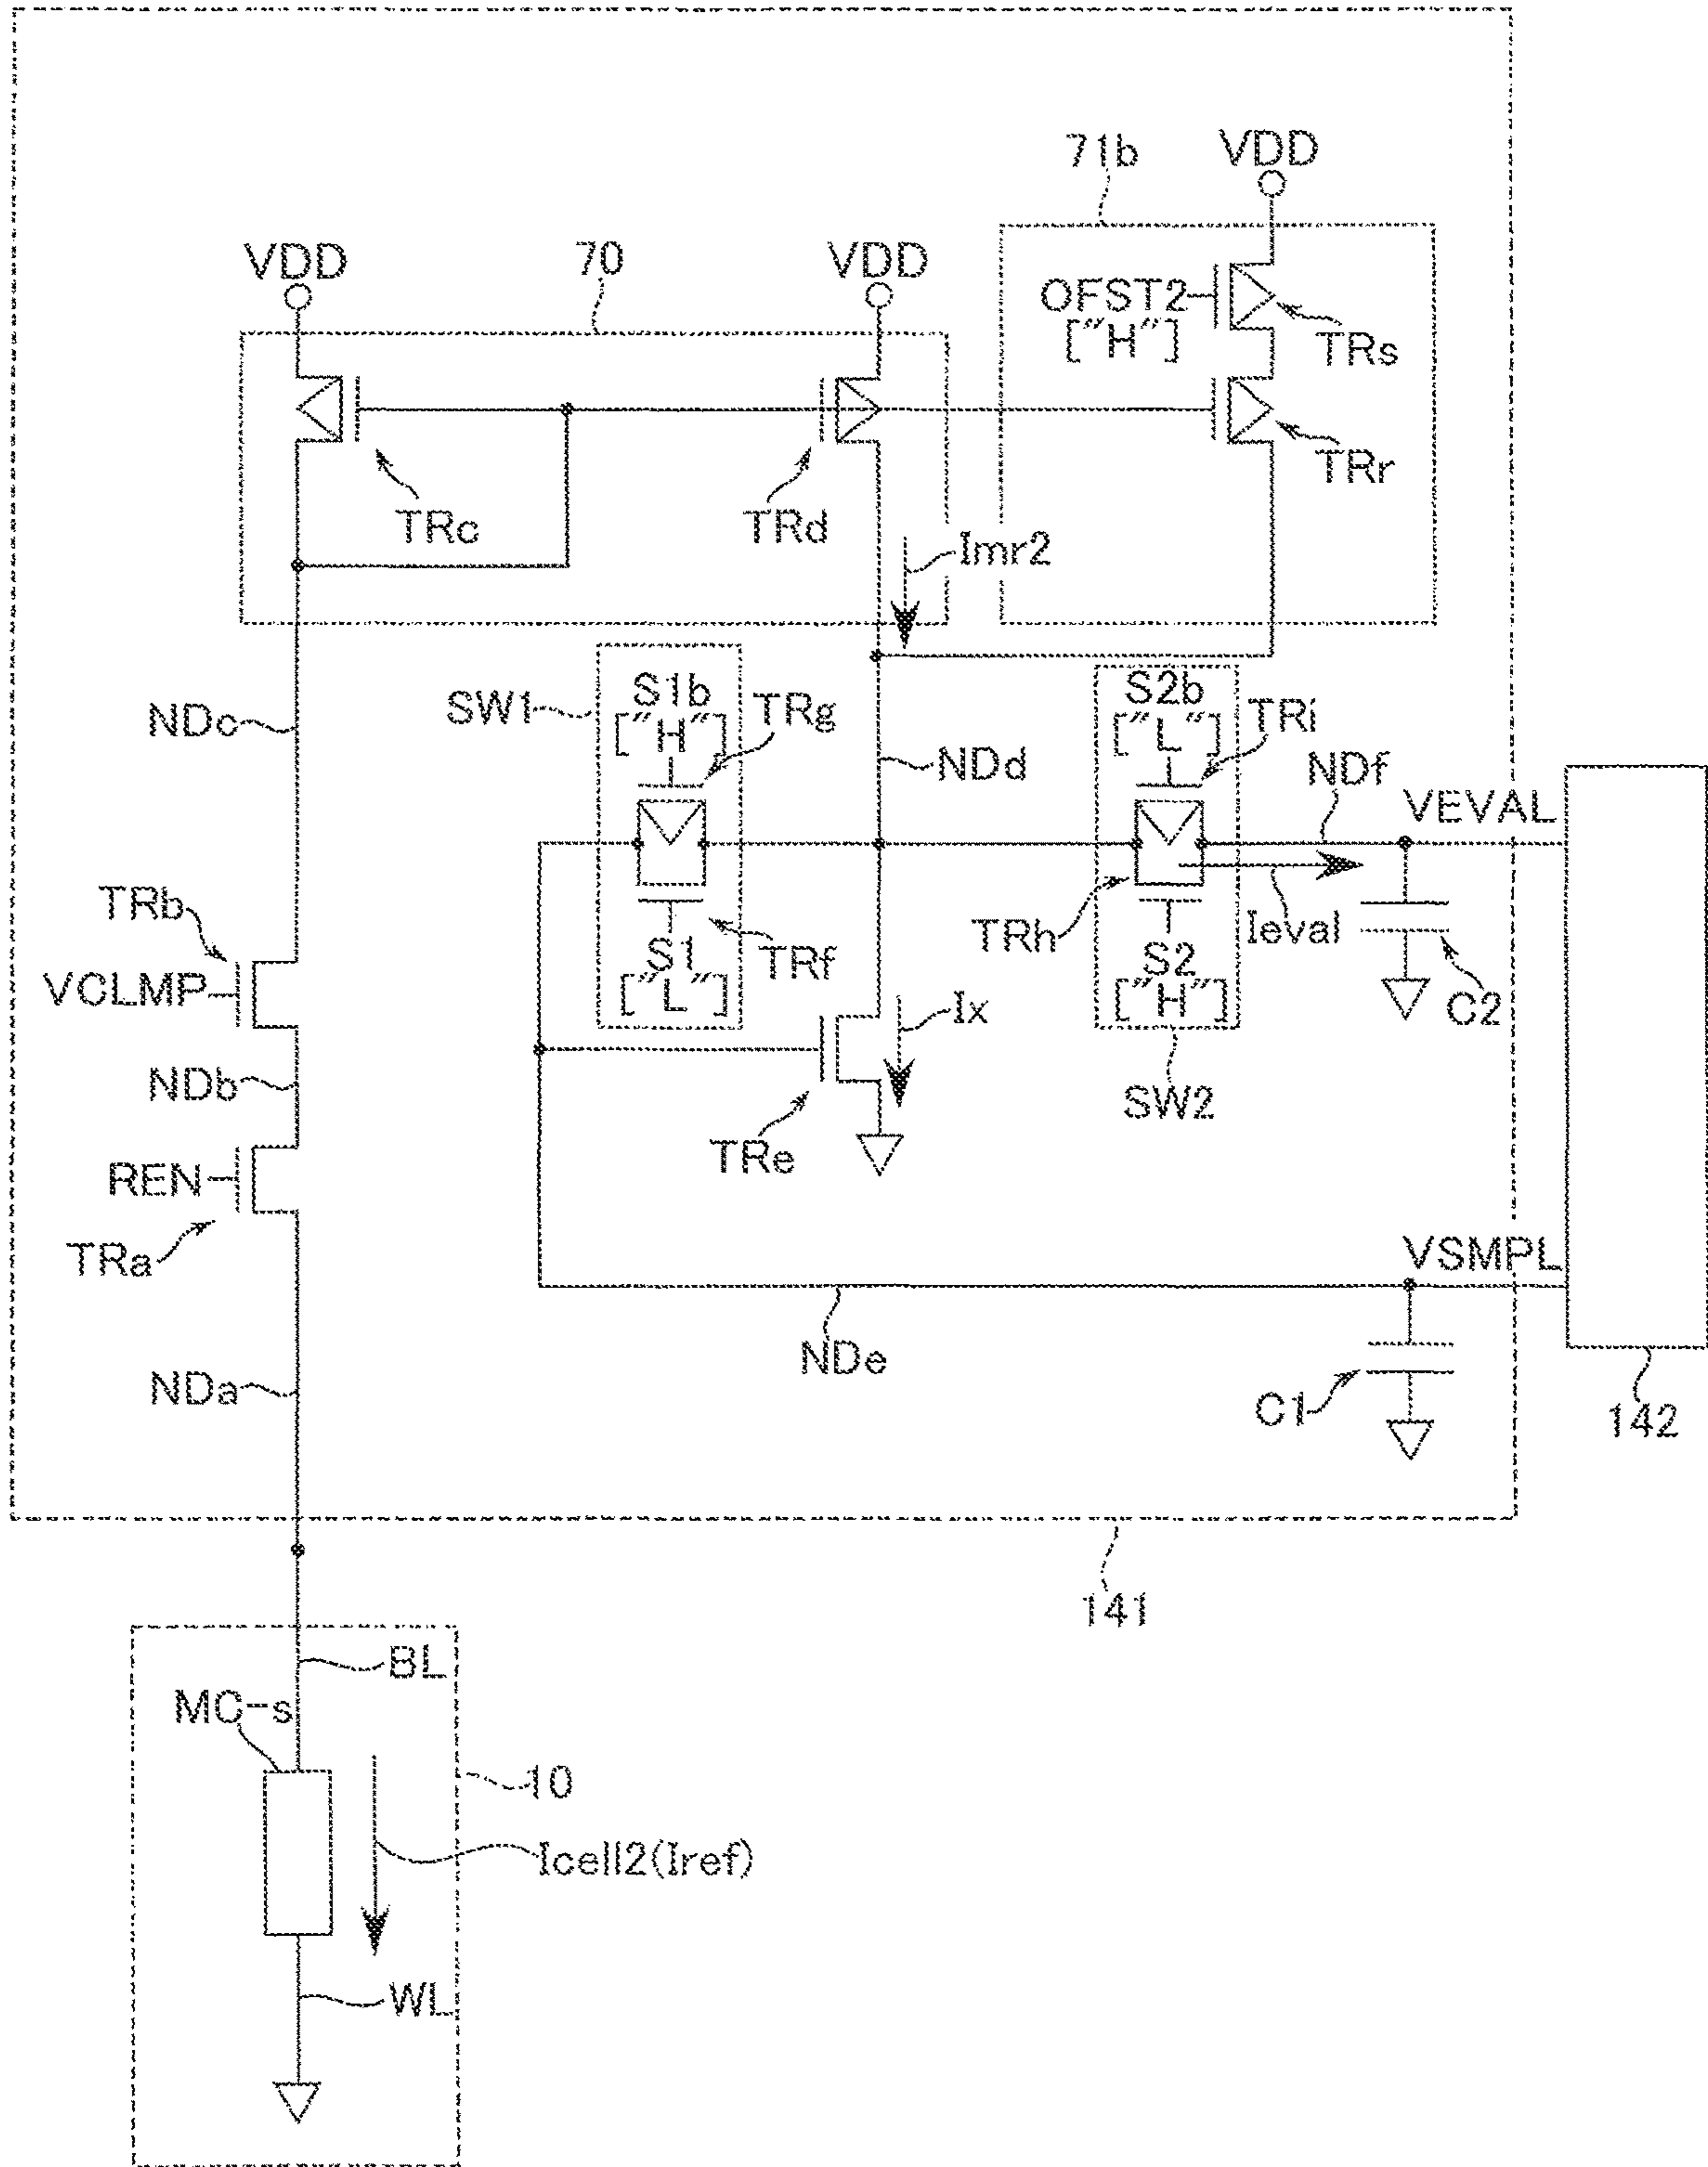 71b
VDD
VDD
70
VDD
OFST2
["H"]
TRs
TRr
TRc
TRd
Imr2
SW1
S1b
["H"]
TRg
S2b
["L"]
TRi
NDc
NDd
NDf
VEVAL
TRb
VCLMP
TRf
S1
["L"]
TRh
S2
["H"]
Ieval
C2
Ix
NDb
SW2
TRe
REN
TRa
VSMPL
NDe
NDa
C1
142
141
BL
MC-s
10
Icell2(Iref)
WL